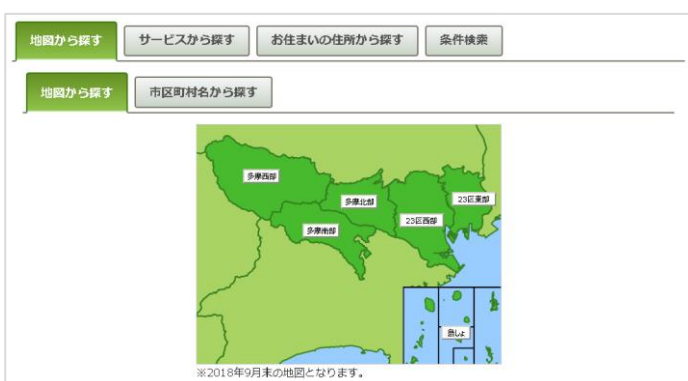 地図から探す サービスから探す お住まいの住所から探す 条件検索
地図から探す 市区町村名から探す
多摩西部
多摩北部
23区東部
23区西部
多摩南部
島しょ
※2018年9月末の地図となります。